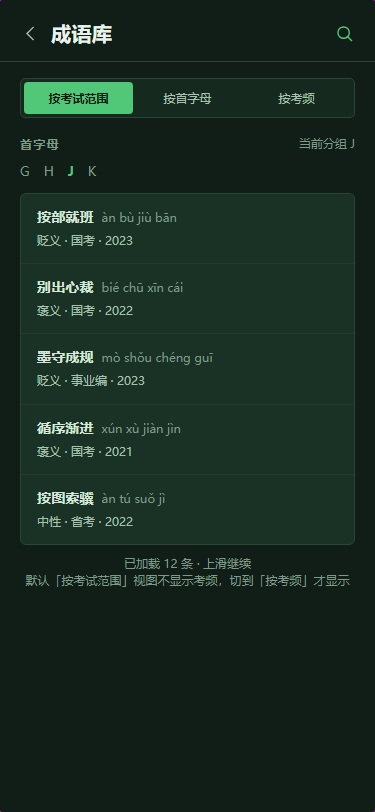 成语库
按考试范围 按首字母 按考频
首字母 当前分组 J
G H J K
按部就班 àn bù jiù bān
贬义 · 国考 · 2023
别出心裁 bié chū xīn cái
褒义 · 国考 · 2022
墨守成规 mò shǒu chéng guī
贬义 · 事业编 · 2023
循序渐进 xún xù jiàn jìn
褒义 · 国考 · 2021
按图索骥 àn tú suǒ jì
中性 · 省考 · 2022
已加载 12 条 · 上滑继续
默认「按考试范围」视图不显示考频，切到「按考频」才显示